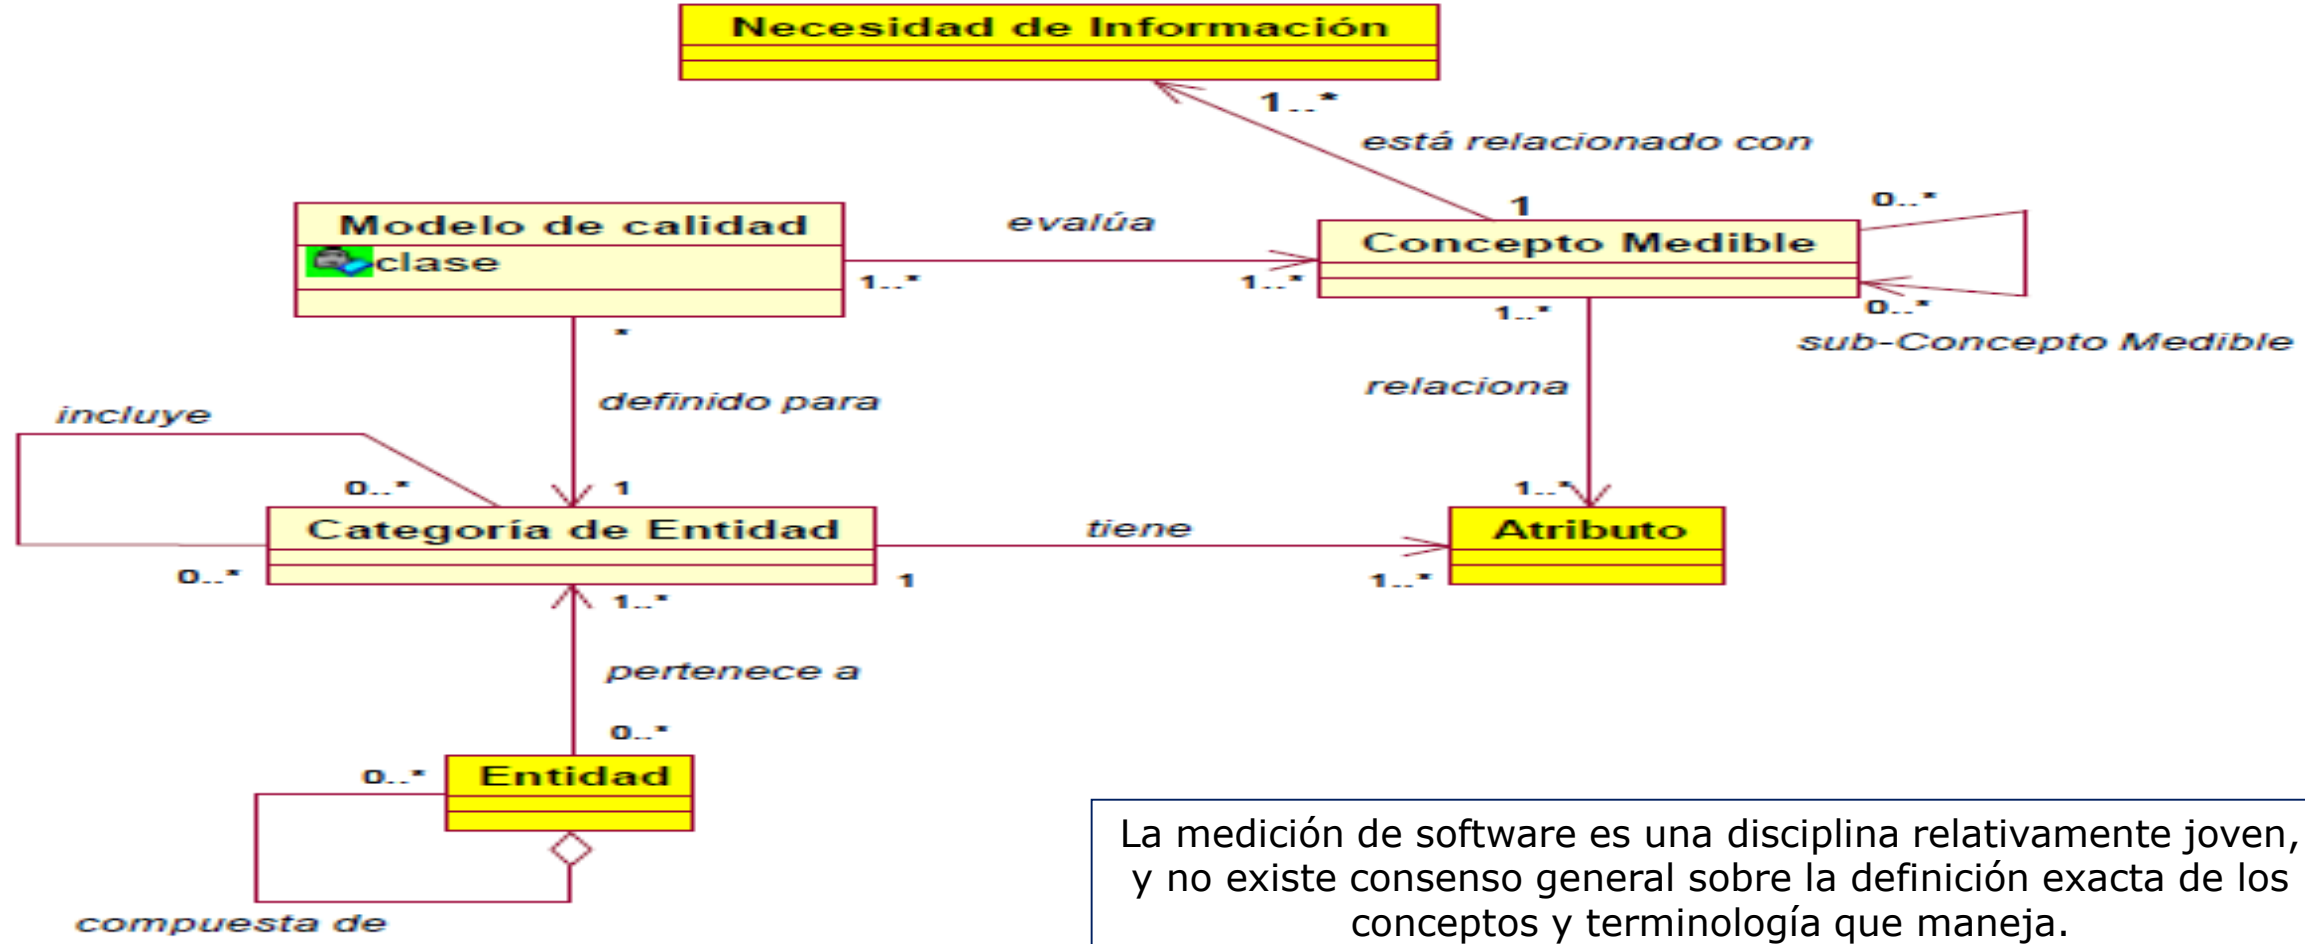 Necesidad de Información
1..*
está relacionado con
1
0..*
Modelo de calidad
clase
evalúa
Concepto Medible
1..*
1..*
0..*
1..*
sub-Concepto Medible
*
definido para
relaciona
incluye
0..*
1
1..*
Categoría de Entidad
tiene
Atributo
0..*
1
1..*
1..*
pertenece a
0..*
0..*
Entidad
compuesta de
La medición de software es una disciplina relativamente joven,
y no existe consenso general sobre la definición exacta de los
conceptos y terminología que maneja.